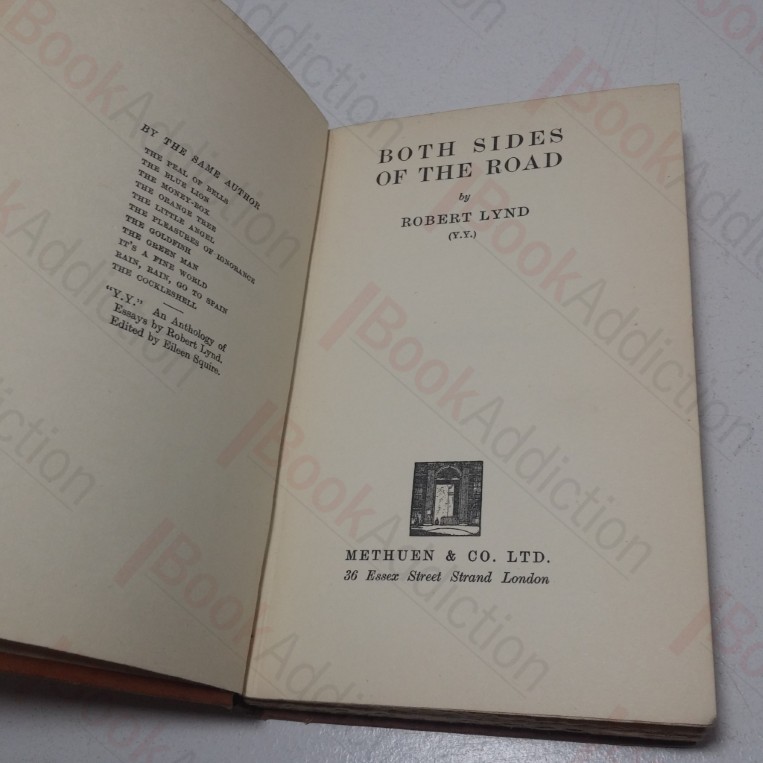 BY THE SAME AUTHOR
THE PEAL OF BELLS
THE BLUE LION
THE MONEY-BOX
THE ORANGE TREE
THE LITTLE ANGEL
THE PLEASURES OF IGNORANCE
THE GOLDFISH
THE GREEN MAN
IT'S A FINE WORLD
RAIN, RAIN, GO TO SPAIN
THE COCKLESHELL
"Y.Y." An Anthology of
Essays by Robert Lynd.
Edited by Eileen Squire.
BOTH SIDES
OF THE ROAD
by
ROBERT LYND
(Y.Y.)
METHUEN & CO. LTD.
36 Essex Street Strand London
BookAddiction